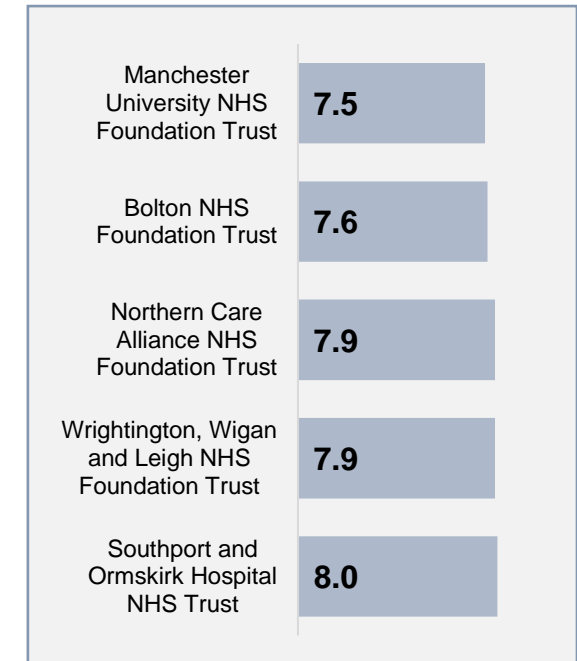 Manchester
University NHS
Foundation Trust
7.5
Bolton NHS
Foundation Trust
7.6
Northern Care
Alliance NHS
Foundation Trust
7.9
Wrightington, Wigan
and Leigh NHS
Foundation Trust
7.9
Southport and
Ormskirk Hospital
NHS Trust
8.0